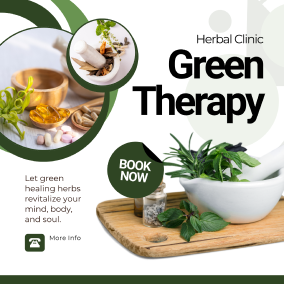 Herbal Clinic
Green
Therapy
BOOK
NOW
Let green
healing herbs
revitalize your
mind, body,
and soul.
More Info